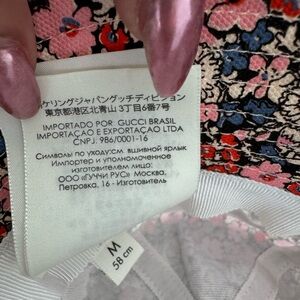 ケリングジャパングッチディビジョン
東京都港区北青山 3丁目6番7号
IMPORTADO POR GUCCI BRASIL
IMPORTAÇÃO E EXPORTAÇÃO LTDA
CNPJ. 9B6/0001-16
Символы по уходу:см вшивной ярлык
Импортер и уполномоченное
изготовителем лицо:
ООО «ГУЧЧИ РУС» Москва,
Петровка, 16 - Изготовитель
M
58 cm